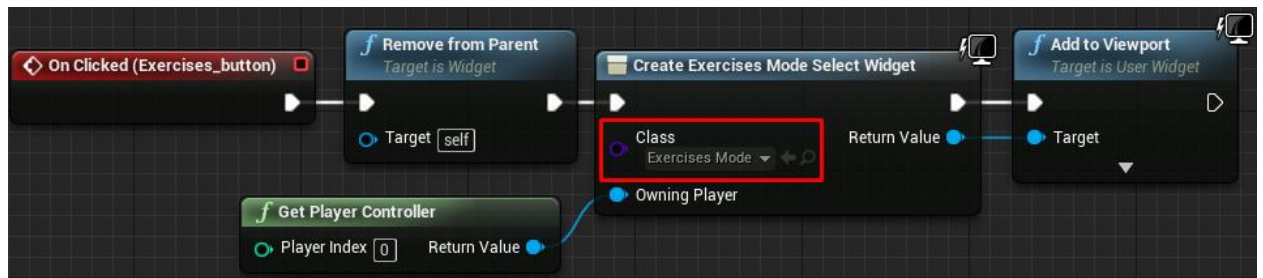 On Clicked (Exercises_button)
f Remove from Parent
Target is Widget
Target self
Create Exercises Mode Select Widget
Class
Exercises Mode
Return Value
Owning Player
f Add to Viewport
Target is User Widget
Target
f Get Player Controller
Player Index 0 Return Value